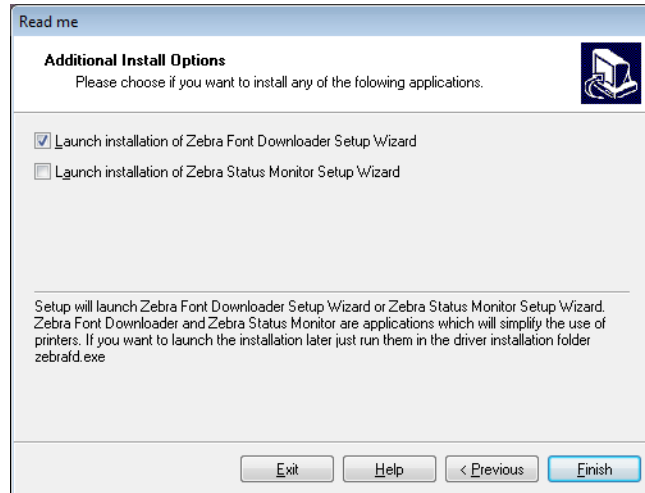 Read me
Additional Install Options
Please choose if you want to install any of the folowing applications.
Launch installation of Zebra Font Downloader Setup Wizard
Launch installation of Zebra Status Monitor Setup Wizard
Setup will launch Zebra Font Downloader Setup Wizard or Zebra Status Monitor Setup Wizard.
Zebra Font Downloader and Zebra Status Monitor are applications which will simplify the use of
printers. If you want to launch the installation later just run them in the driver installation folder
zebrafd.exe
Exit
Help
< Previous
Finish